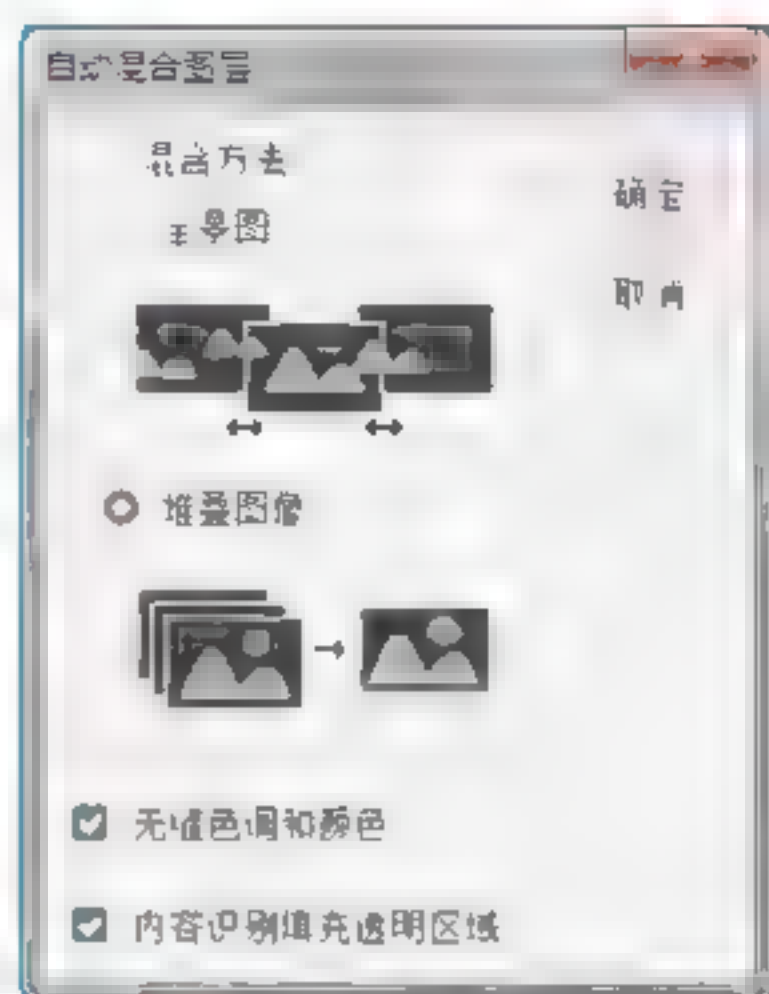 自动混合图层
混合方法
确定
全景图
取消
堆叠图像
无缝色调和颜色
内容识别填充透明区域